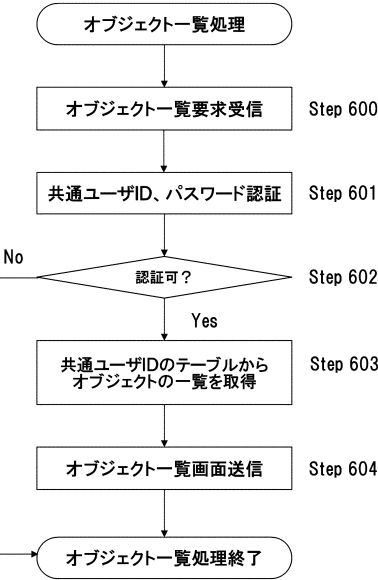 オブジェクト一覧処理
オブジェクト一覧要求受信 Step 600
共通ユーザID、パスワード認証 Step 601
No
認証可？ Step 602
Yes
共通ユーザIDのテーブルから Step 603
オブジェクトの一覧を取得
オブジェクト一覧画面送信 Step 604
オブジェクト一覧処理終了